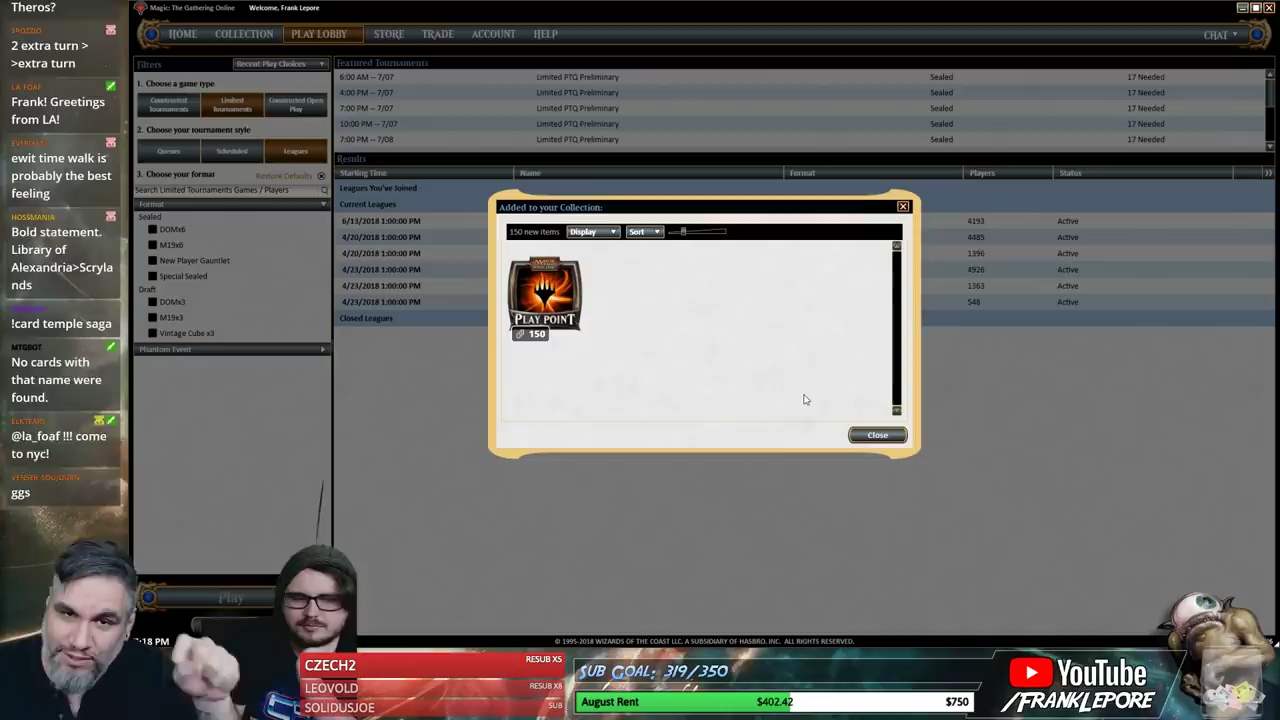 Theros?
SPOZZIO
2 extra turn >
>extra turn
LA_FOAF
Frank! Greetings
from LA!
ewit time walk is
probably the best
feeling
HOSSMANIA
Bold statement.
Library of
Alexandria>Scryla
nds
!card temple saga
MTGBOT
No cards with
that name were
found.
ELKTEARL
@la_foaf !!! come
to nyc!
VENSER_SOJOURN
ggs
Magic: The Gathering Online
Welcome, Frank Lepore
HOME COLLECTION PLAY LOBBY STORE TRADE ACCOUNT HELP
CHAT
Filters
Recent Play Choices
1. Choose a game type
Constructed Tournaments
Limited Tournaments
Constructed Open Play
2. Choose your tournament style
Queues Scheduled Leagues
3. Choose your format
Restore Defaults
Search Limited Tournaments Games / Players
Format
Sealed
DOMx6
M19x6
New Player Gauntlet
Special Sealed
Draft
DOMx3
M19x3
Vintage Cube x3
Phantom Event
Play
:18 PM
Featured Tournaments
6:00 AM -- 7/07 Limited PTQ Preliminary Sealed 17 Needed
4:00 PM -- 7/07 Limited PTQ Preliminary Sealed 17 Needed
7:00 PM -- 7/07 Limited PTQ Preliminary Sealed 17 Needed
10:00 PM -- 7/07 Limited PTQ Preliminary Sealed 17 Needed
7:00 PM -- 7/08 Limited PTQ Preliminary Sealed 17 Needed
Results
Starting Time Name Format Players Status
Leagues You've Joined
Current Leagues
6/13/2018 1:00:00 PM 4193 Active
4/20/2018 1:00:00 PM 4485 Active
4/20/2018 1:00:00 PM 1396 Active
4/23/2018 1:00:00 PM 4926 Active
4/23/2018 1:00:00 PM 1363 Active
4/23/2018 1:00:00 PM 548 Active
Closed Leagues
Added to your Collection:
150 new items Display Sort
PLAY POINT
150
Close
© 1995-2018 WIZARDS OF THE COAST LLC. A SUBSIDIARY OF HASBRO, INC. ALL RIGHTS RESERVED.
CZECH2 RESUB X5
LEOVOLD RESUB X8
SOLIDUSJOE SUB
SUB GOAL: 319/350
August Rent $402.42 $750
YouTube
/FRANKLEPORE